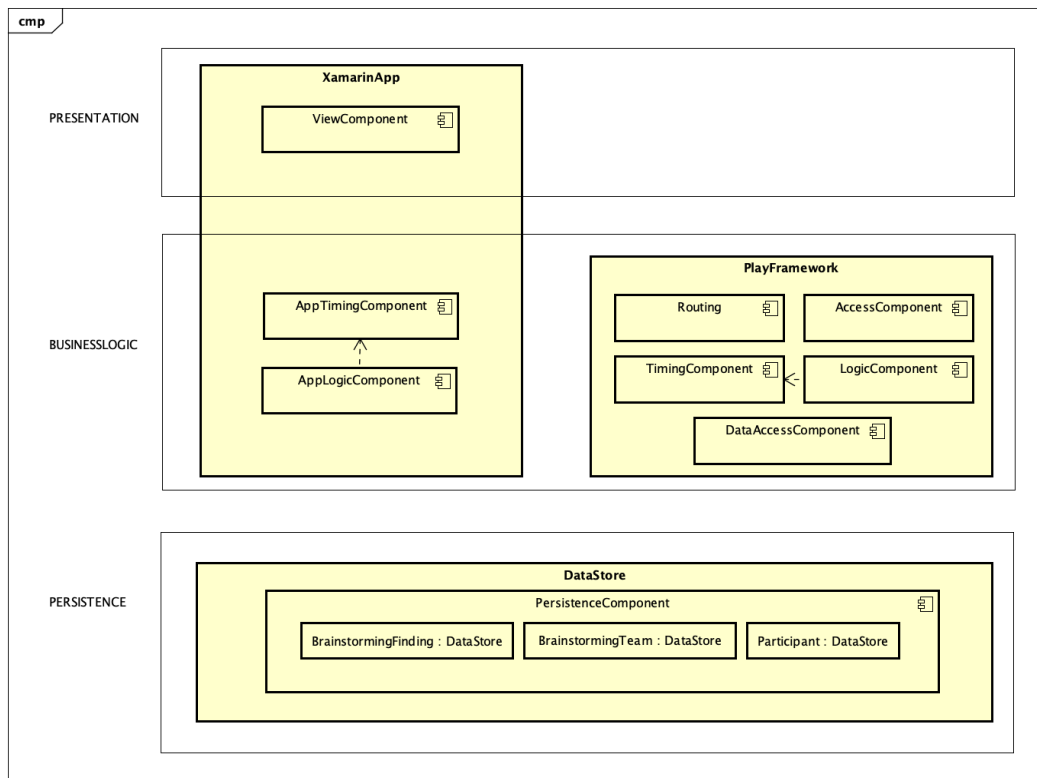 cmp
XamarinApp
PRESENTATION
ViewComponent
PlayFramework
AppTimingComponent
Routing
AccessComponent
BUSINESSLOGIC
AppLogicComponent
TimingComponent
LogicComponent
DataAccessComponent
DataStore
PERSISTENCE
PersistenceComponent
BrainstormingFinding : DataStore
BrainstormingTeam : DataStore
Participant : DataStore